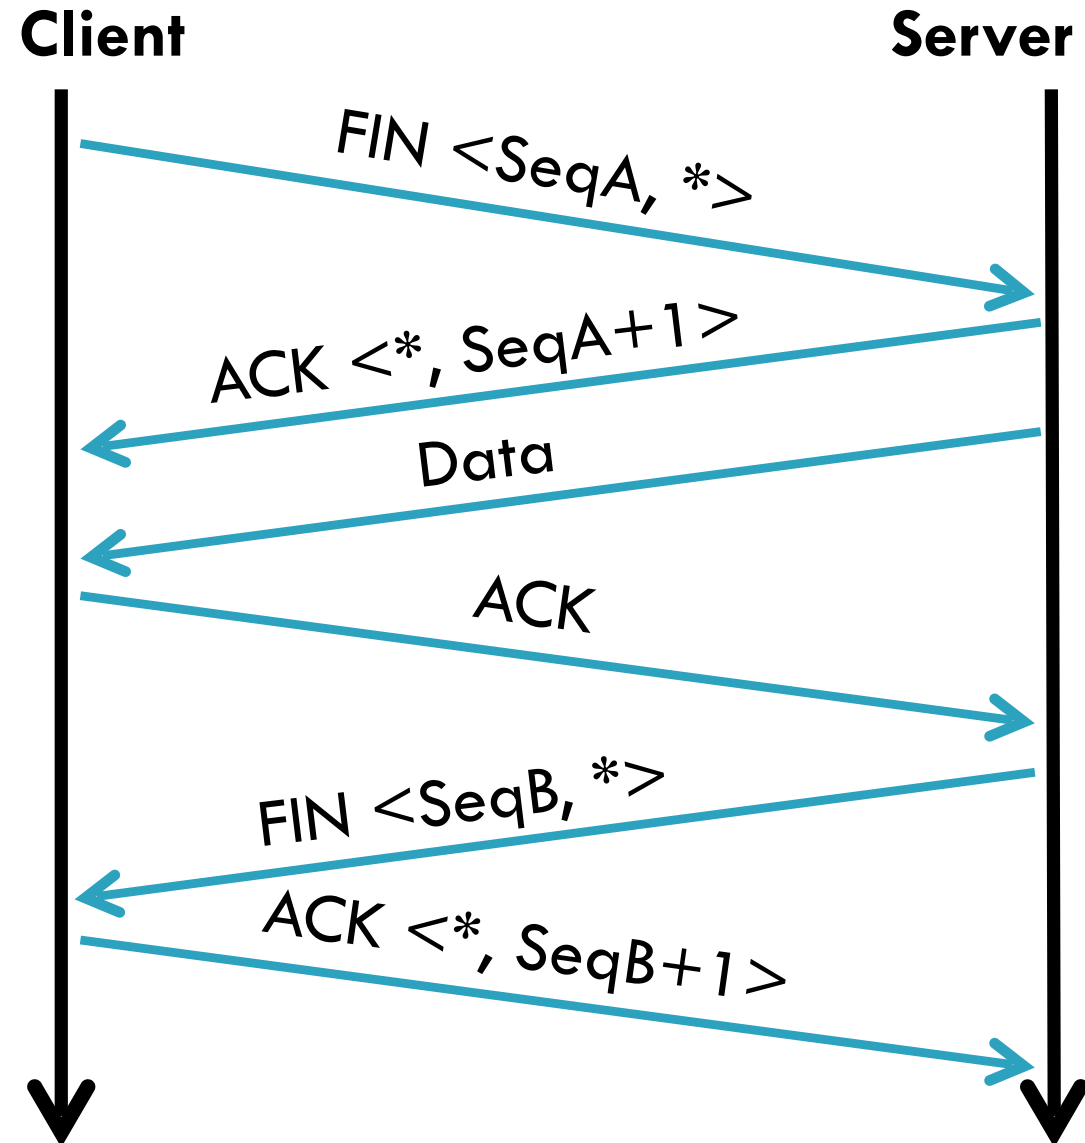 Client
Server
FIN <SeqA, *>
ACK <*, SeqA+1>
Data
ACK
FIN <SeqB, *>
ACK <*, SeqB+1>